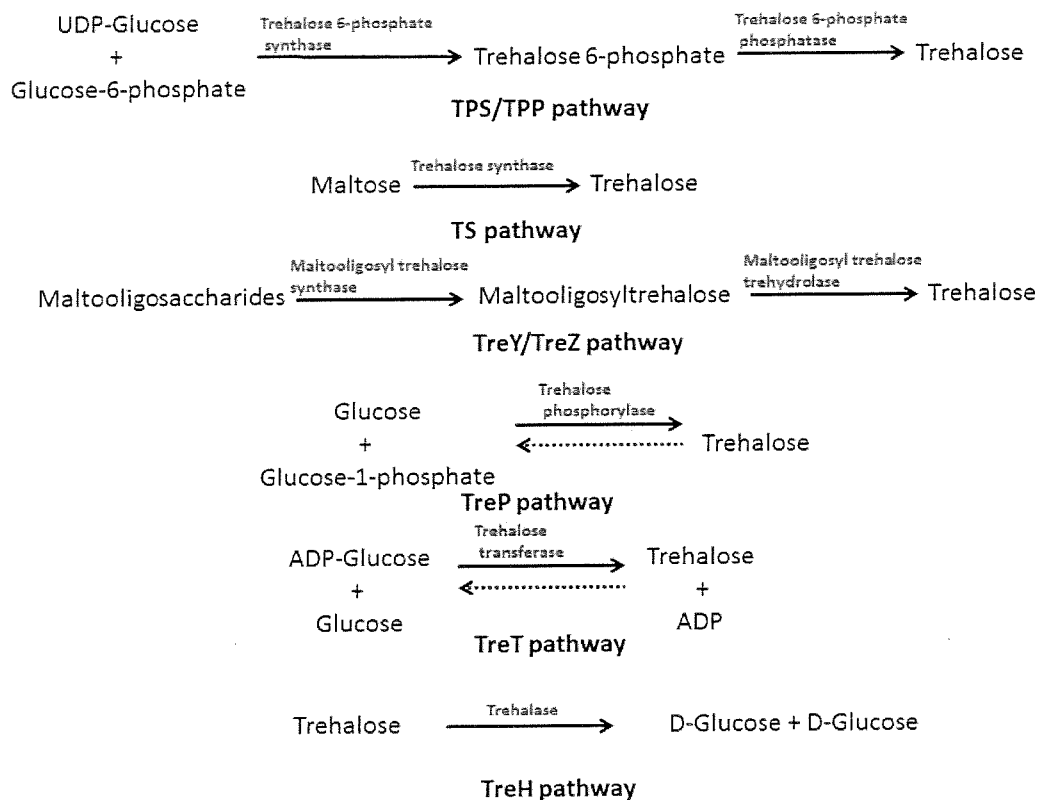 UDP-Glucose
+
Glucose-6-phosphate
Trehalose 6-phosphate
synthase
Trehalose 6-phosphate
Trehalose 6-phosphate
phosphatase
Trehalose
TPS/TPP pathway
Maltose
Trehalose synthase
Trehalose
TS pathway
Maltooligosaccharides
Maltooligosyl trehalose
synthase
Maltooligosyltrehalose
Maltooligosyl trehalose
trehydrolase
Trehalose
TreY/TreZ pathway
Glucose
+
Glucose-1-phosphate
Trehalose
phosphorylase
Trehalose
TreP pathway
ADP-Glucose
+
Glucose
Trehalose
transferase
Trehalose
+
ADP
TreT pathway
Trehalose
Trehalase
D-Glucose + D-Glucose
TreH pathway